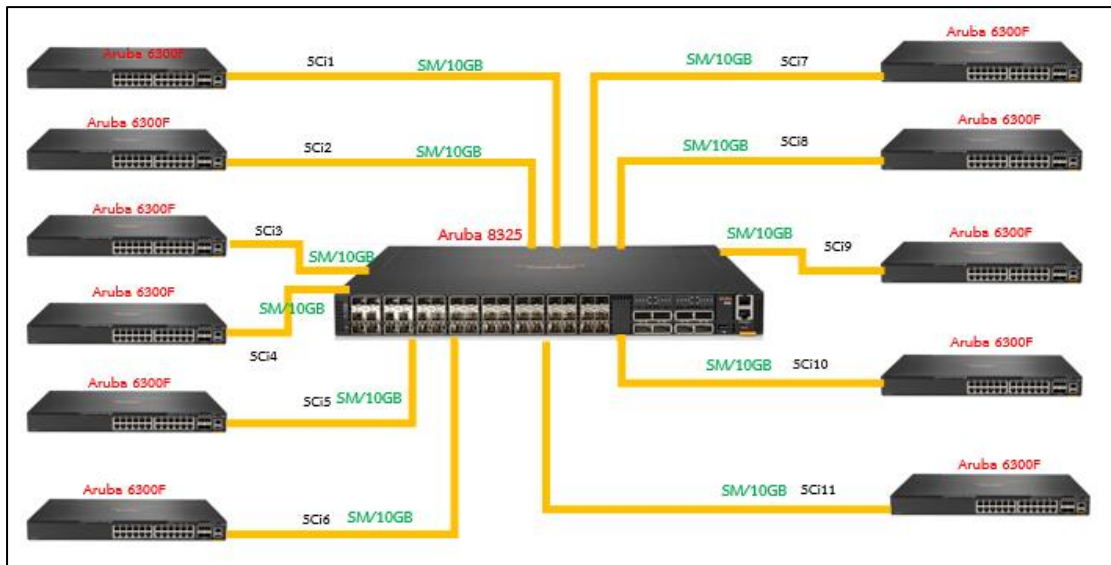 Aruba 6300F
SCi1
SM/10GB
SM/10GB
SCi7
Aruba 6300F
Aruba 6300F
SCi2
SM/10GB
SM/10GB
SCi8
Aruba 6300F
Aruba 6300F
SCi3
SM/10GB
Aruba 8325
SM/10GB
SCi9
Aruba 6300F
Aruba 6300F
SM/10GB
SCi4
Aruba 6300F
SCi5
SM/10GB
SM/10GB
SCi10
Aruba 6300F
Aruba 6300F
SCi6
SM/10GB
SM/10GB
SCi11
Aruba 6300F